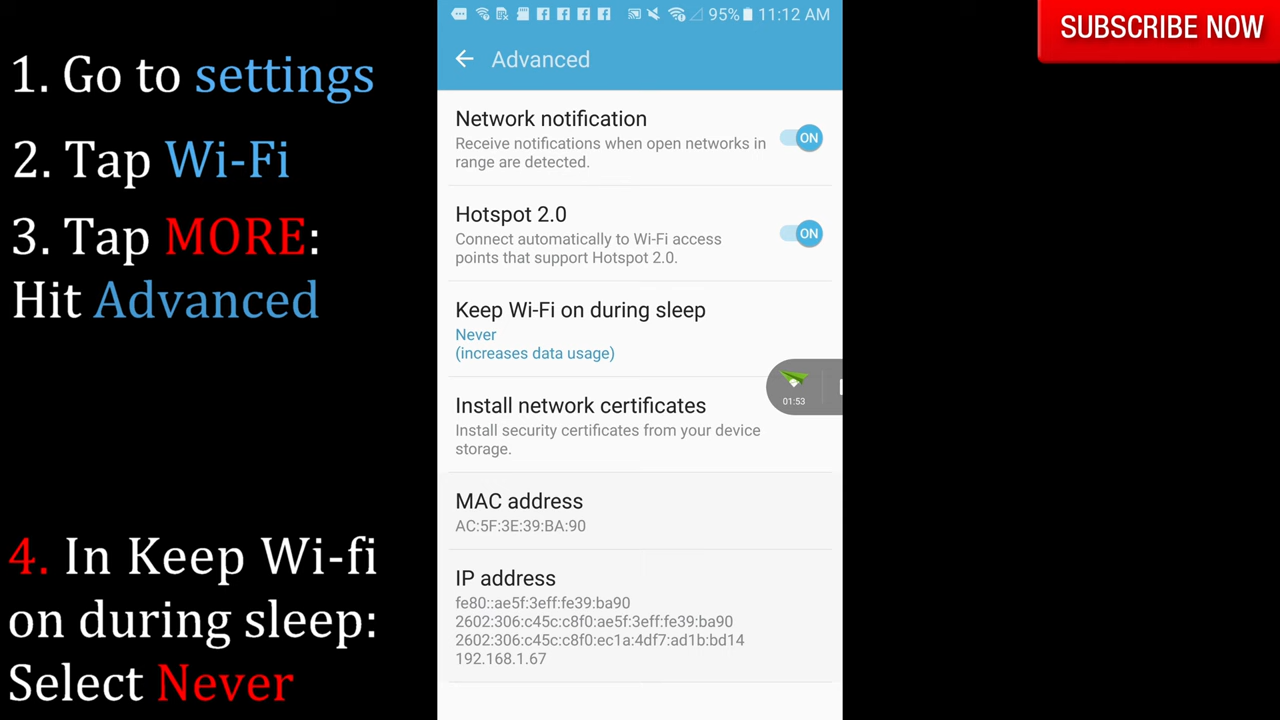 1. Go to settings
2. Tap Wi-Fi
3. Tap MORE:
Hit Advanced
4. In Keep Wi-fi
on during sleep:
Select Never
95% 11:12 AM
Advanced
Network notification
Receive notifications when open networks in
range are detected.
ON
Hotspot 2.0
Connect automatically to Wi-Fi access
points that support Hotspot 2.0.
ON
Keep Wi-Fi on during sleep
Never
(increases data usage)
01:53
Install network certificates
Install security certificates from your device
storage.
MAC address
AC:5F:3E:39:BA:90
IP address
fe80::ae5f:3eff:fe39:ba90
2602:306:c45c:c8f0:ae5f:3eff:fe39:ba90
2602:306:c45c:c8f0:ec1a:4df7:ad1b:bd14
192.168.1.67
SUBSCRIBE NOW